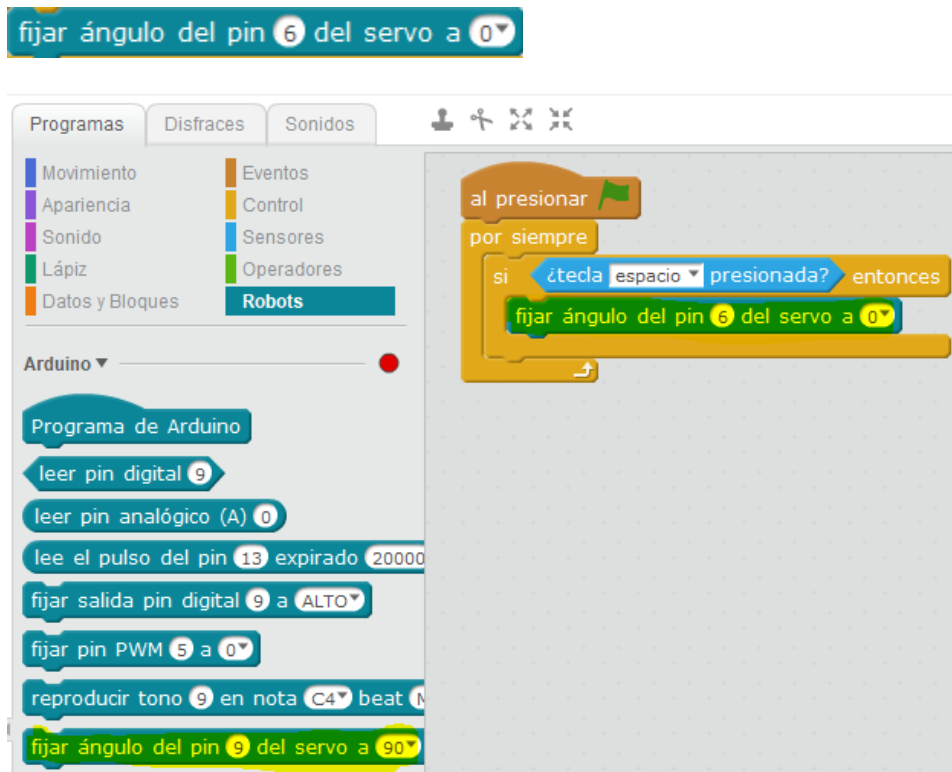 fijar ángulo del pin 6 del servo a 0
Programas Disfraces Sonidos
Movimiento Eventos
Apariencia Control
Sonido Sensores
Lápiz Operadores
Datos y Bloques Robots
Arduino
Programa de Arduino
leer pin digital 9
leer pin analógico (A) 0
lee el pulso del pin 13 expirado 20000
fijar salida pin digital 9 a ALTO
fijar pin PWM 5 a 0
reproducir tono 9 en nota C4 beat
fijar ángulo del pin 9 del servo a 90
al presionar
por siempre
si ¿tecla espacio presionada? entonces
fijar ángulo del pin 6 del servo a 0